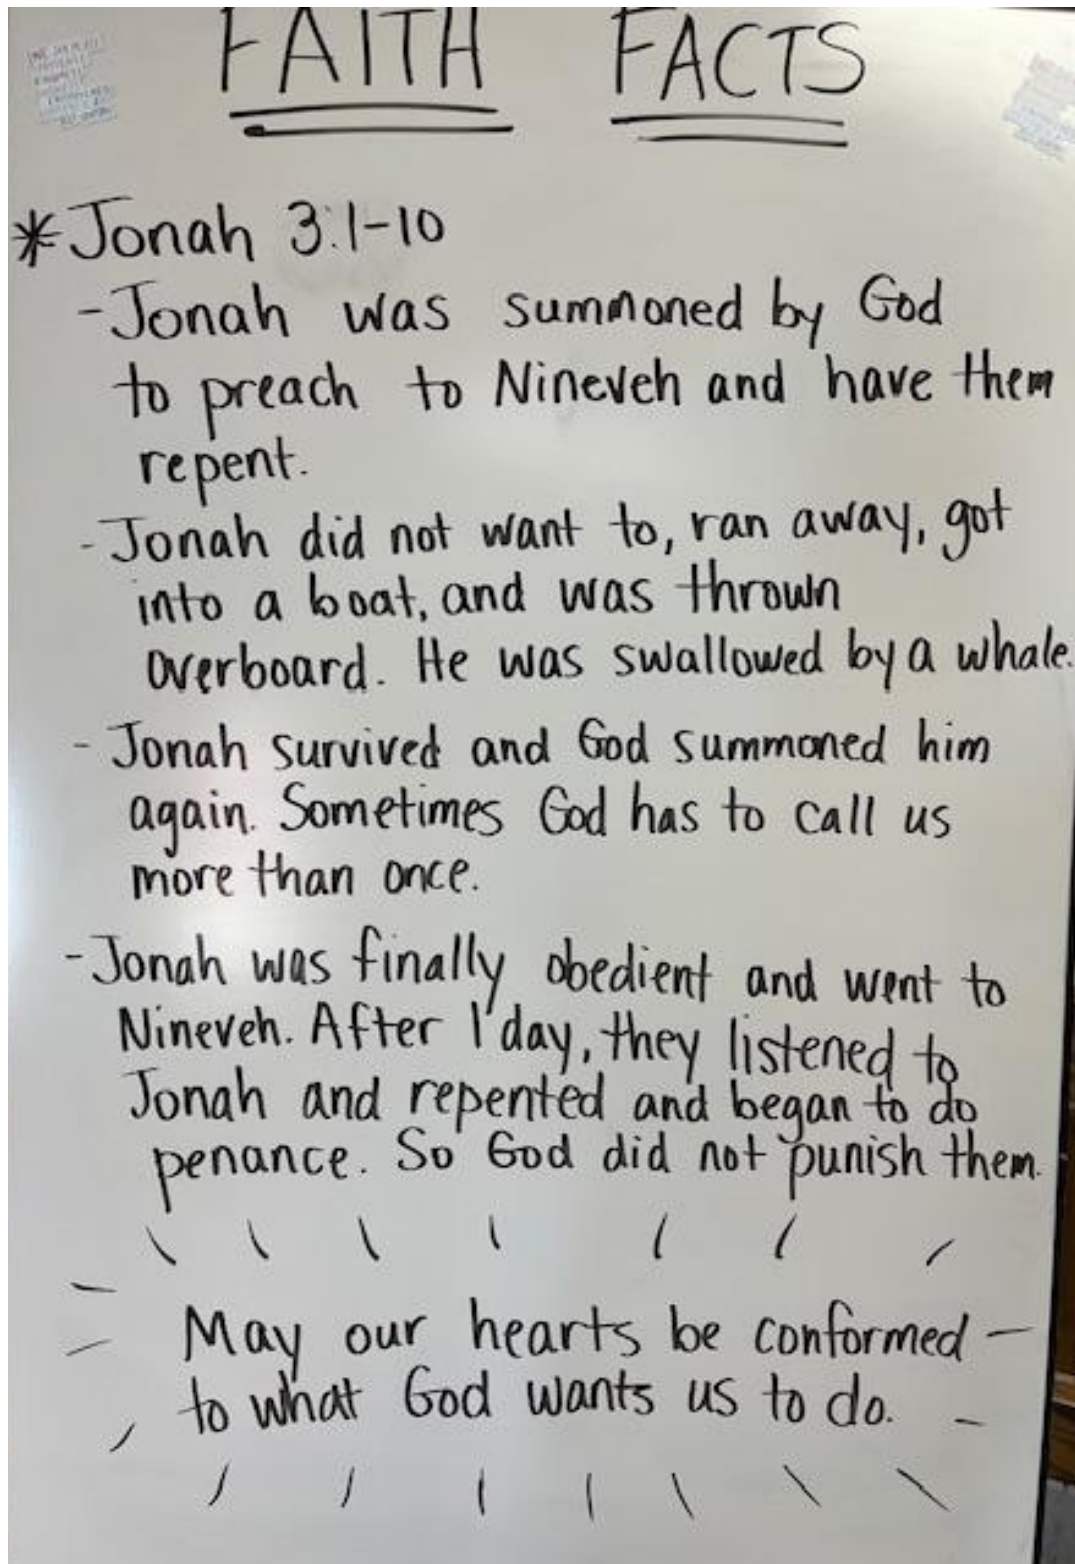 FAITH FACTS
*Jonah 3:1-10
-Jonah was summoned by God
to preach to Nineveh and have them
repent.
-Jonah did not want to, ran away, got
into a boat, and was thrown
overboard. He was swallowed by a whale.
- Jonah survived and God summoned him
again. Sometimes God has to call us
more than once.
-Jonah was finally obedient and went to
Nineveh. After 1 day, they listened to
Jonah and repented and began to do
penance. So God did not punish them.
May our hearts be conformed
to what God wants us to do.